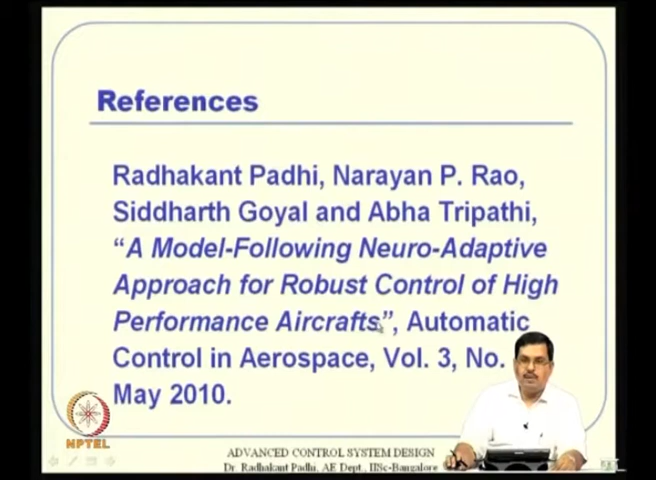 References
Radhakant Padhi, Narayan P. Rao,
Siddharth Goyal and Abha Tripathi,
“A Model-Following Neuro-Adaptive
Approach for Robust Control of High
Performance Aircrafts”, Automatic
Control in Aerospace, Vol. 3, No.
May 2010.
NPTEL
ADVANCED CONTROL SYSTEM DESIGN
Dr. Radhakant Padhi, AE Dept., IISc-Bangalore